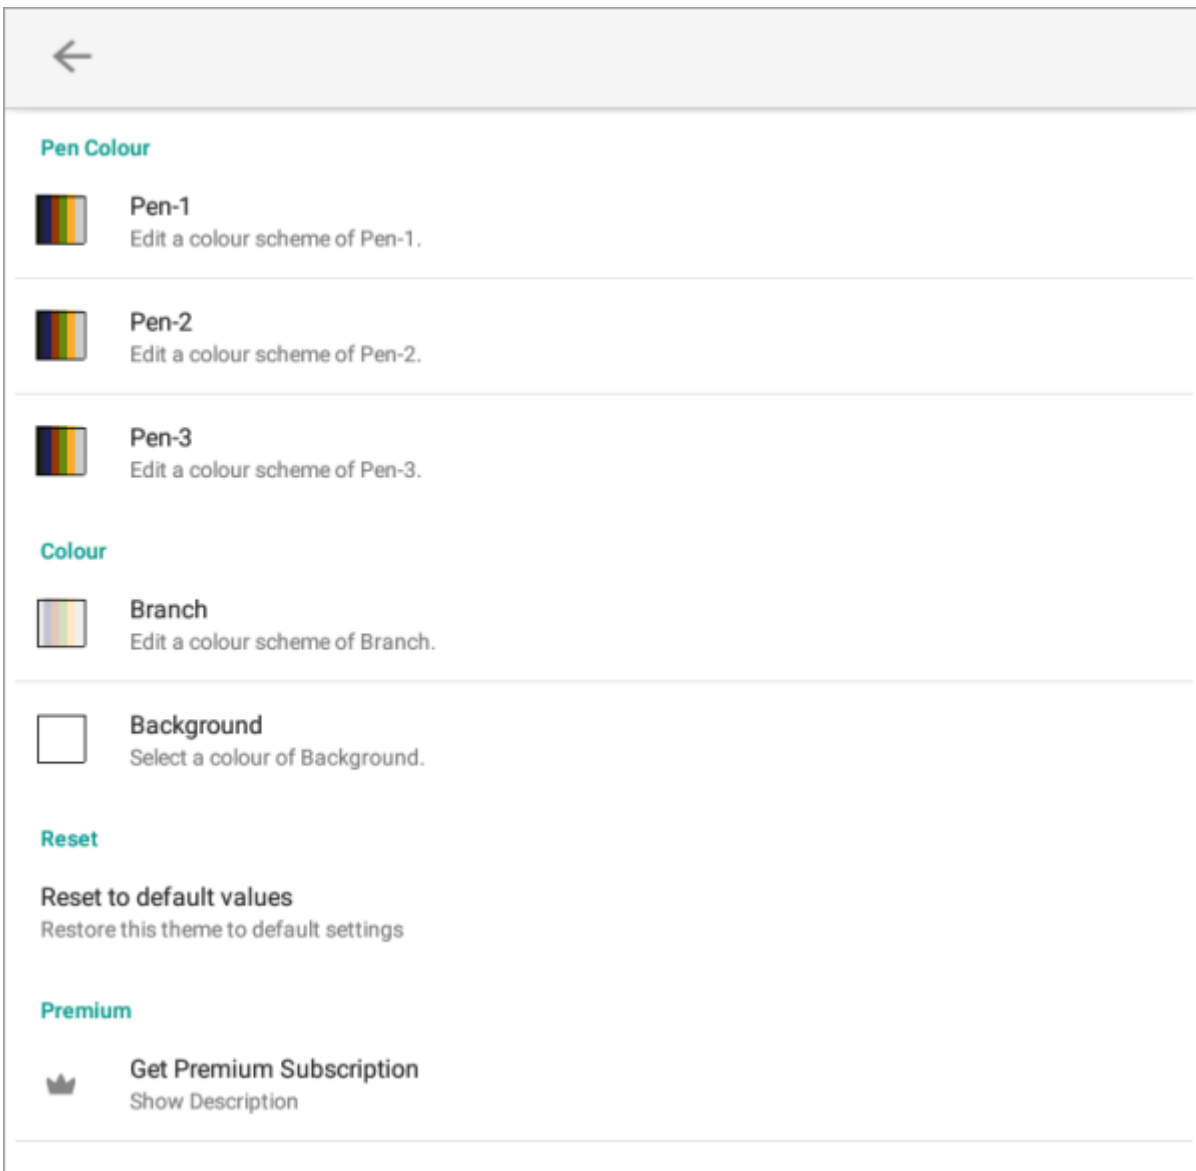 Pen Colour
Pen-1
Edit a colour scheme of Pen-1.
Pen-2
Edit a colour scheme of Pen-2.
Pen-3
Edit a colour scheme of Pen-3.
Colour
Branch
Edit a colour scheme of Branch.
Background
Select a colour of Background.
Reset
Reset to default values
Restore this theme to default settings
Premium
Get Premium Subscription
Show Description